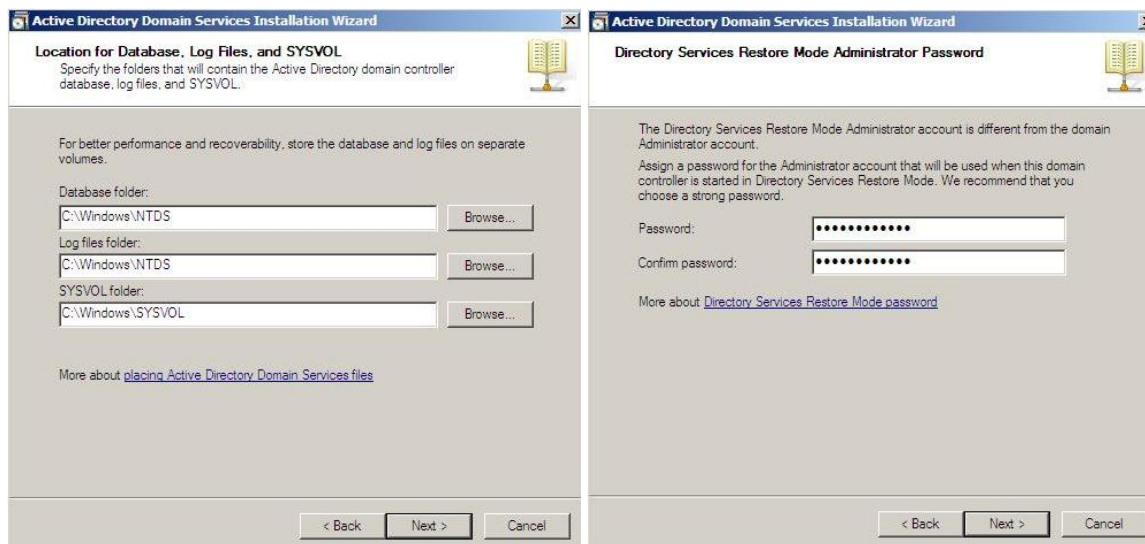 Active Directory Domain Services Installation Wizard
Location for Database, Log Files, and SYSVOL
Specify the folders that will contain the Active Directory domain controller
database, log files, and SYSVOL.
For better performance and recoverability, store the database and log files on separate
volumes.
Database folder:
C:\Windows\NTDS
Browse...
Log files folder:
C:\Windows\NTDS
Browse...
SYSVOL folder:
C:\Windows\SYSVOL
Browse...
More about placing Active Directory Domain Services files
< Back
Next >
Cancel
Active Directory Domain Services Installation Wizard
Directory Services Restore Mode Administrator Password
The Directory Services Restore Mode Administrator account is different from the domain
Administrator account.
Assign a password for the Administrator account that will be used when this domain
controller is started in Directory Services Restore Mode. We recommend that you
choose a strong password.
Password:
••••••••••••
Confirm password:
••••••••••••
More about Directory Services Restore Mode password
< Back
Next >
Cancel